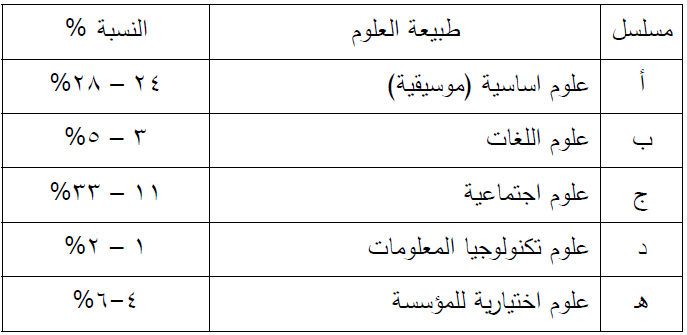 مسلسل طبيعة العلوم النسبة %
أ علوم اساسية (موسيقية) ٢٤ – ٢٨%
ب علوم اللغات ٣ – ٥%
ج علوم اجتماعية ١١ – ٣٣%
د علوم تكنولوجيا المعلومات ١ – ٢%
هـ علوم اختيارية للمؤسسة ٤-٦%